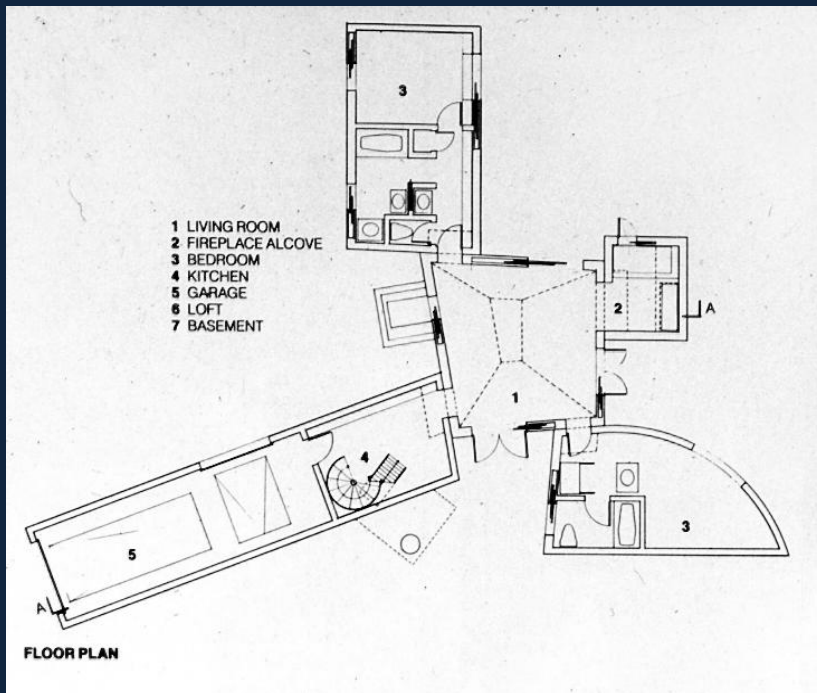 3
1 LIVING ROOM
2 FIREPLACE ALCOVE
3 BEDROOM
4 KITCHEN
5 GARAGE
6 LOFT
7 BASEMENT
2
A
1
4
3
5
A
FLOOR PLAN